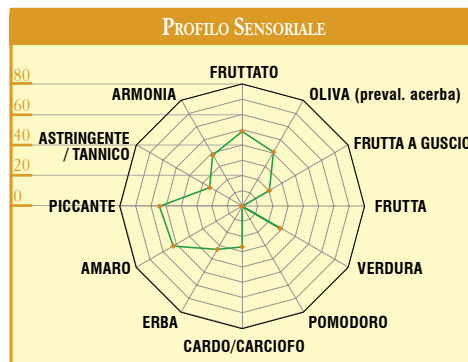 PROFILO SENSORIALE
FRUTTATO
80
ARMONIA
OLIVA (preval. acerba)
60
40
ASTRINGENTE
/ TANNICO
FRUTTA A GUSCIO
20
0
PICCANTE
FRUTTA
AMARO
VERDURA
ERBA
POMODORO
CARDO/CARCIOFO